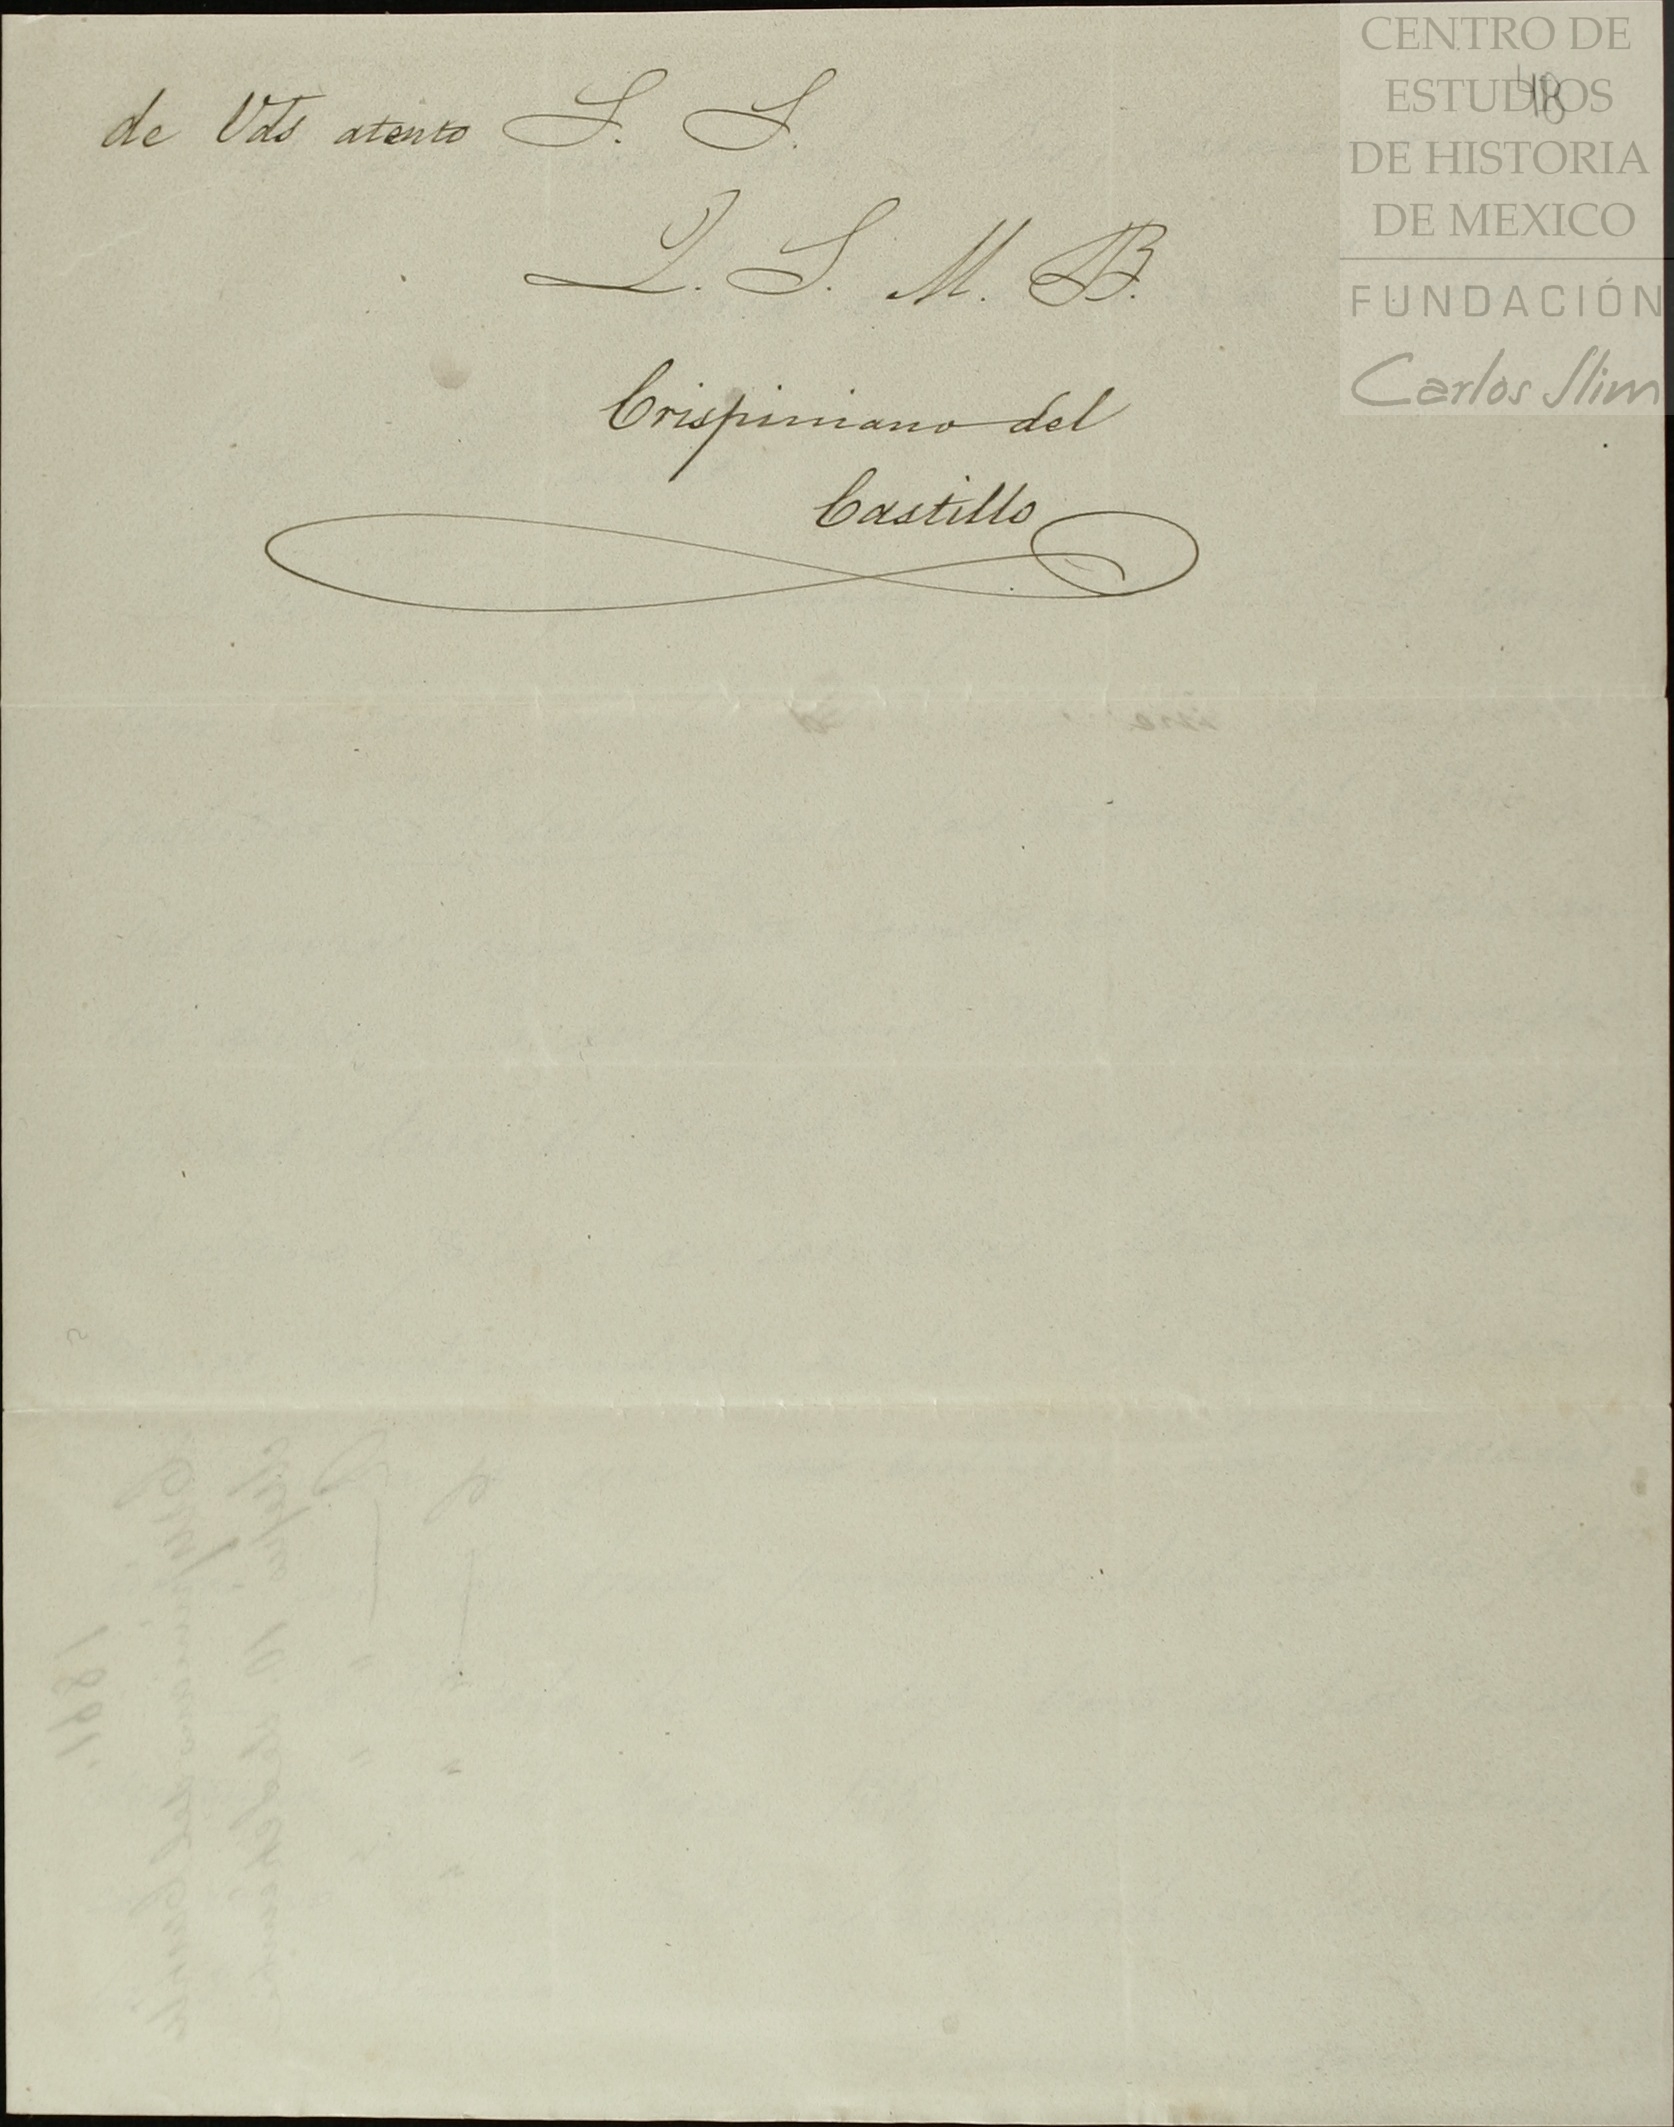 de Vds atento S. S.
Q. S. M. B.
Crispiniano del
Castillo
CENTRO DE
ESTUDIOS
DE HISTORIA
DE MEXICO
FUNDACIÓN
Carlos Slim